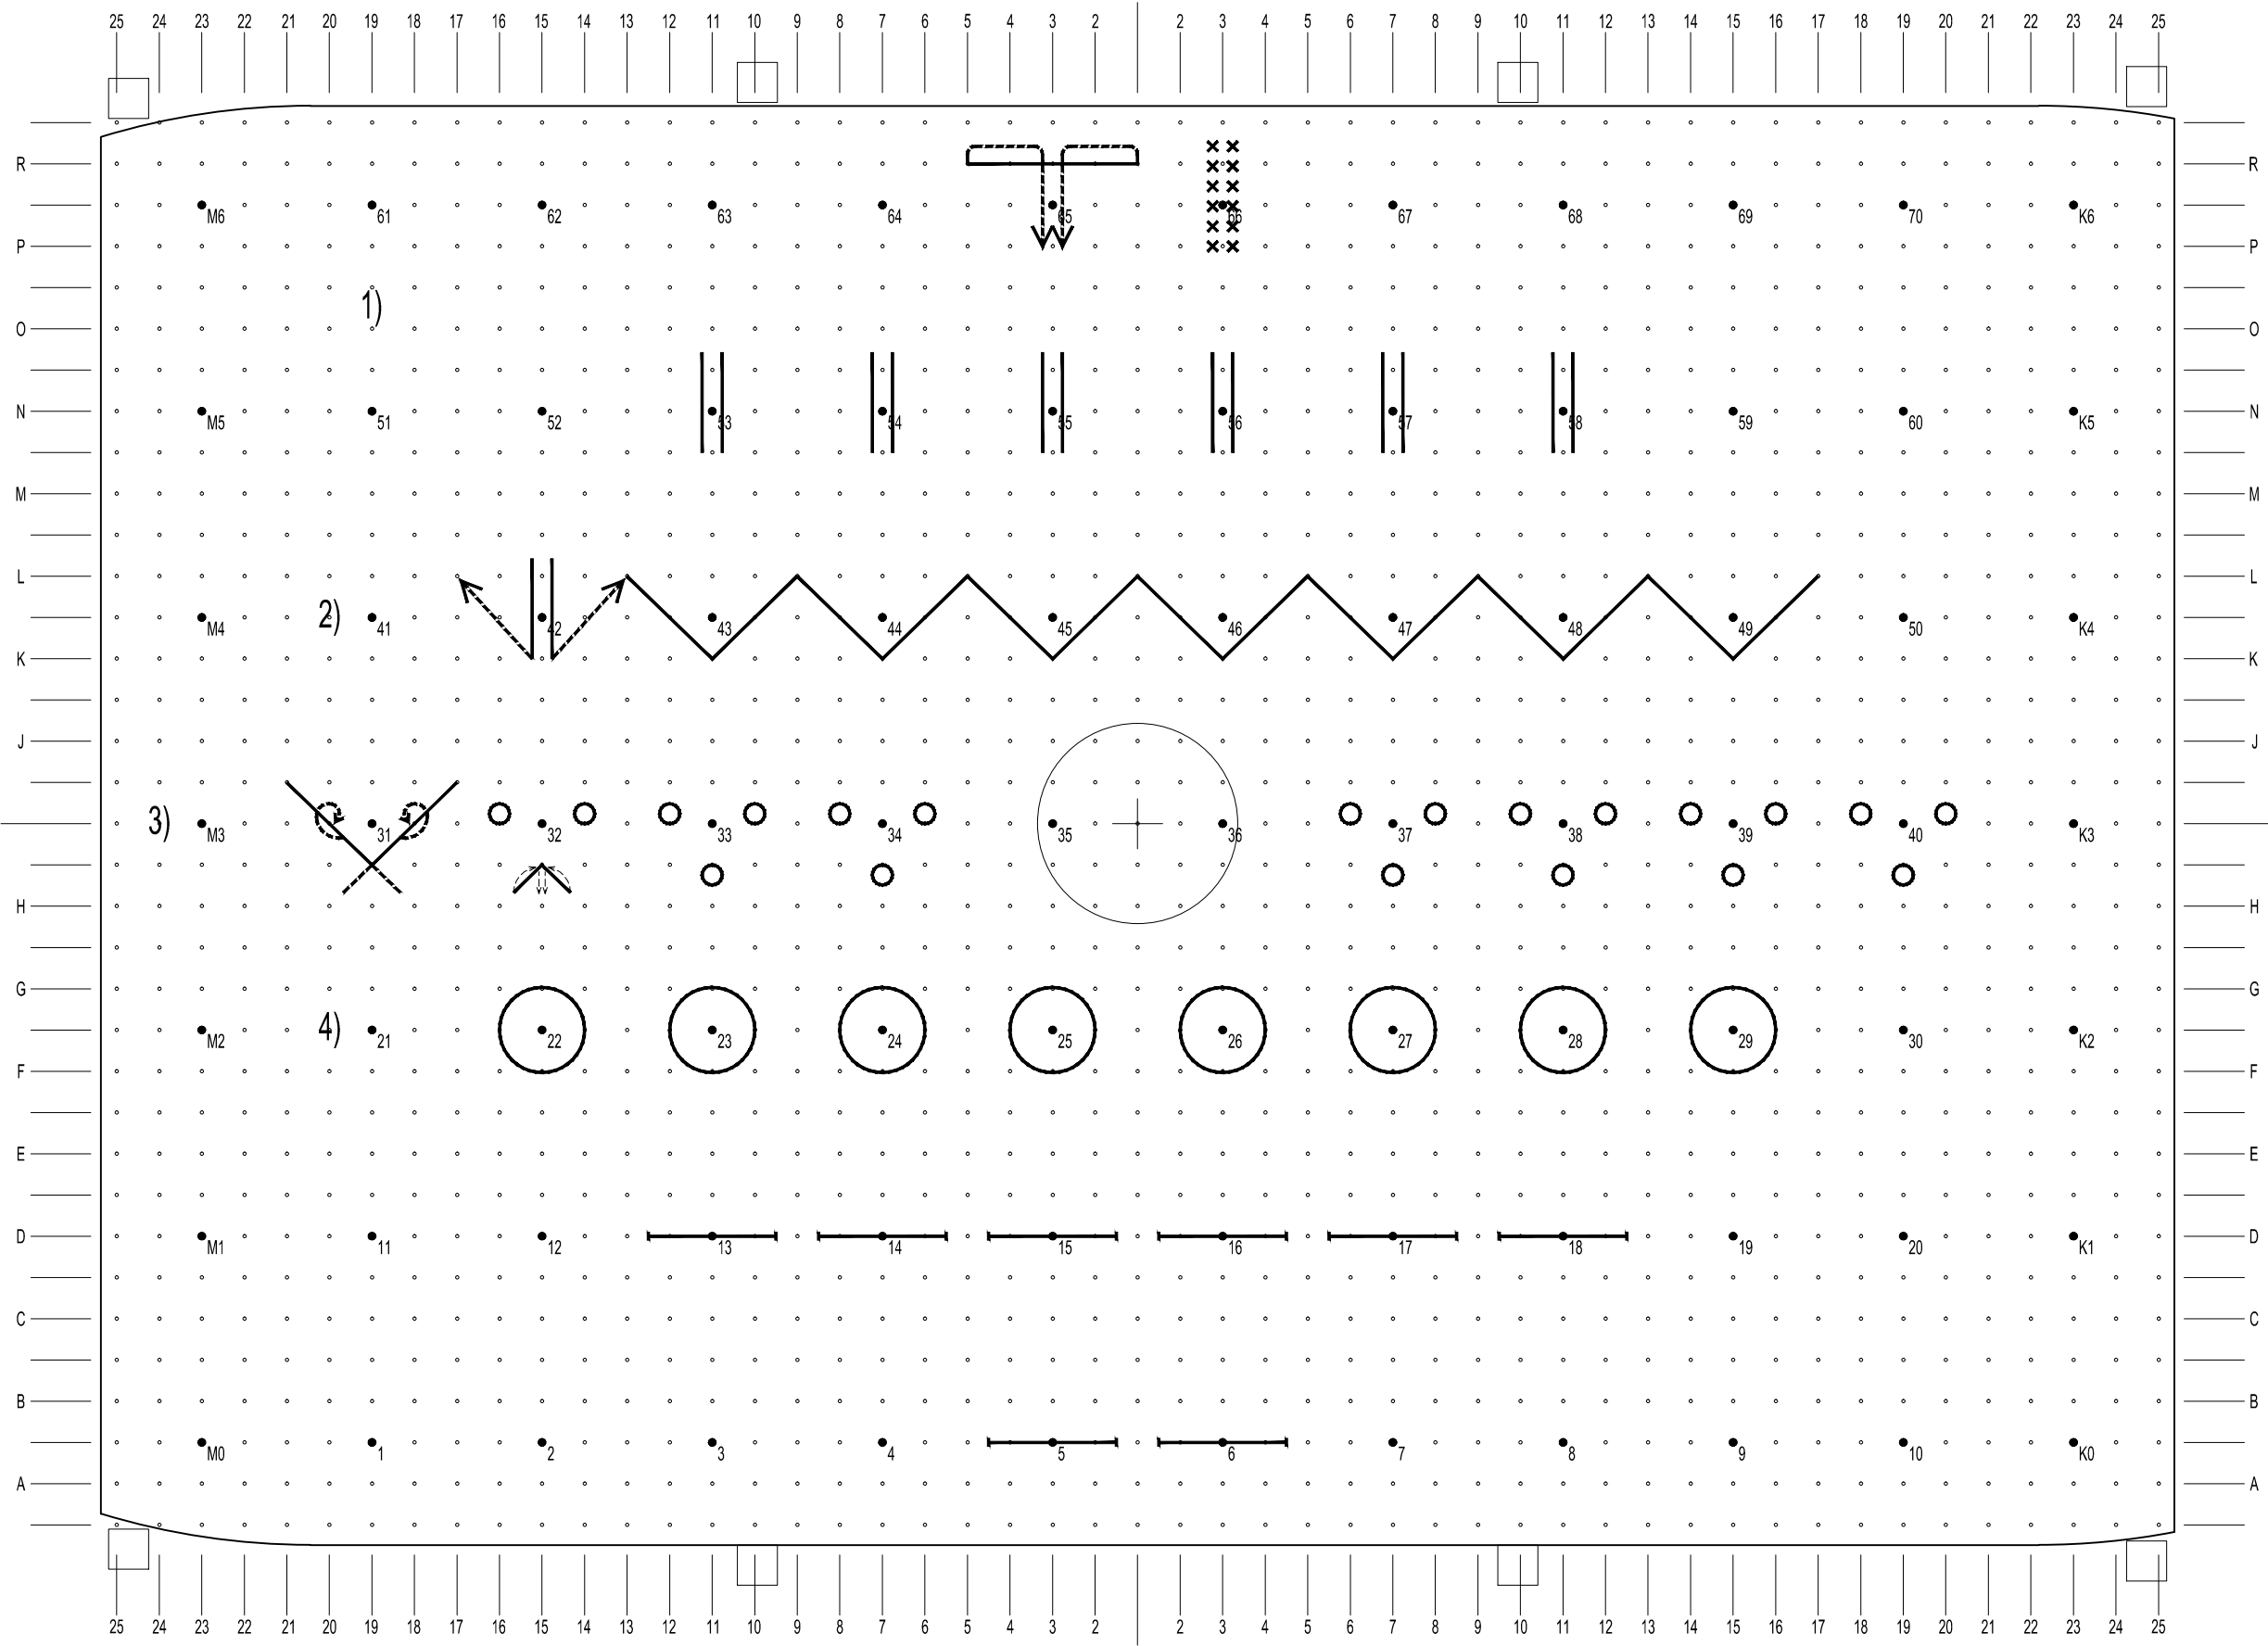 25 24 23 22 21 20 19 18 17 16 15 14 13 12 11 10 9 8 7 6 5 4 3 2 2 3 4 5 6 7 8 9 10 11 12 13 14 15 16 17 18 19 20 21 22 23 24 25
R R
M6 61 62 63 64 65 66 67 68 69 70 K6
P P
1)
O O
N M5 51 52 53 54 55 56 57 58 59 60 K5 N
M M
L L
2) M4 41 42 43 44 45 46 47 48 49 50 K4
K K
J J
3) M3 31 32 33 34 35 36 37 38 39 40 K3
H H
G G
4) M2 21 22 23 24 25 26 27 28 29 30 K2
F F
E E
D M1 11 12 13 14 15 16 17 18 19 20 K1 D
C C
B B
M0 1 2 3 4 5 6 7 8 9 10 K0
A A
25 24 23 22 21 20 19 18 17 16 15 14 13 12 11 10 9 8 7 6 5 4 3 2 2 3 4 5 6 7 8 9 10 11 12 13 14 15 16 17 18 19 20 21 22 23 24 25